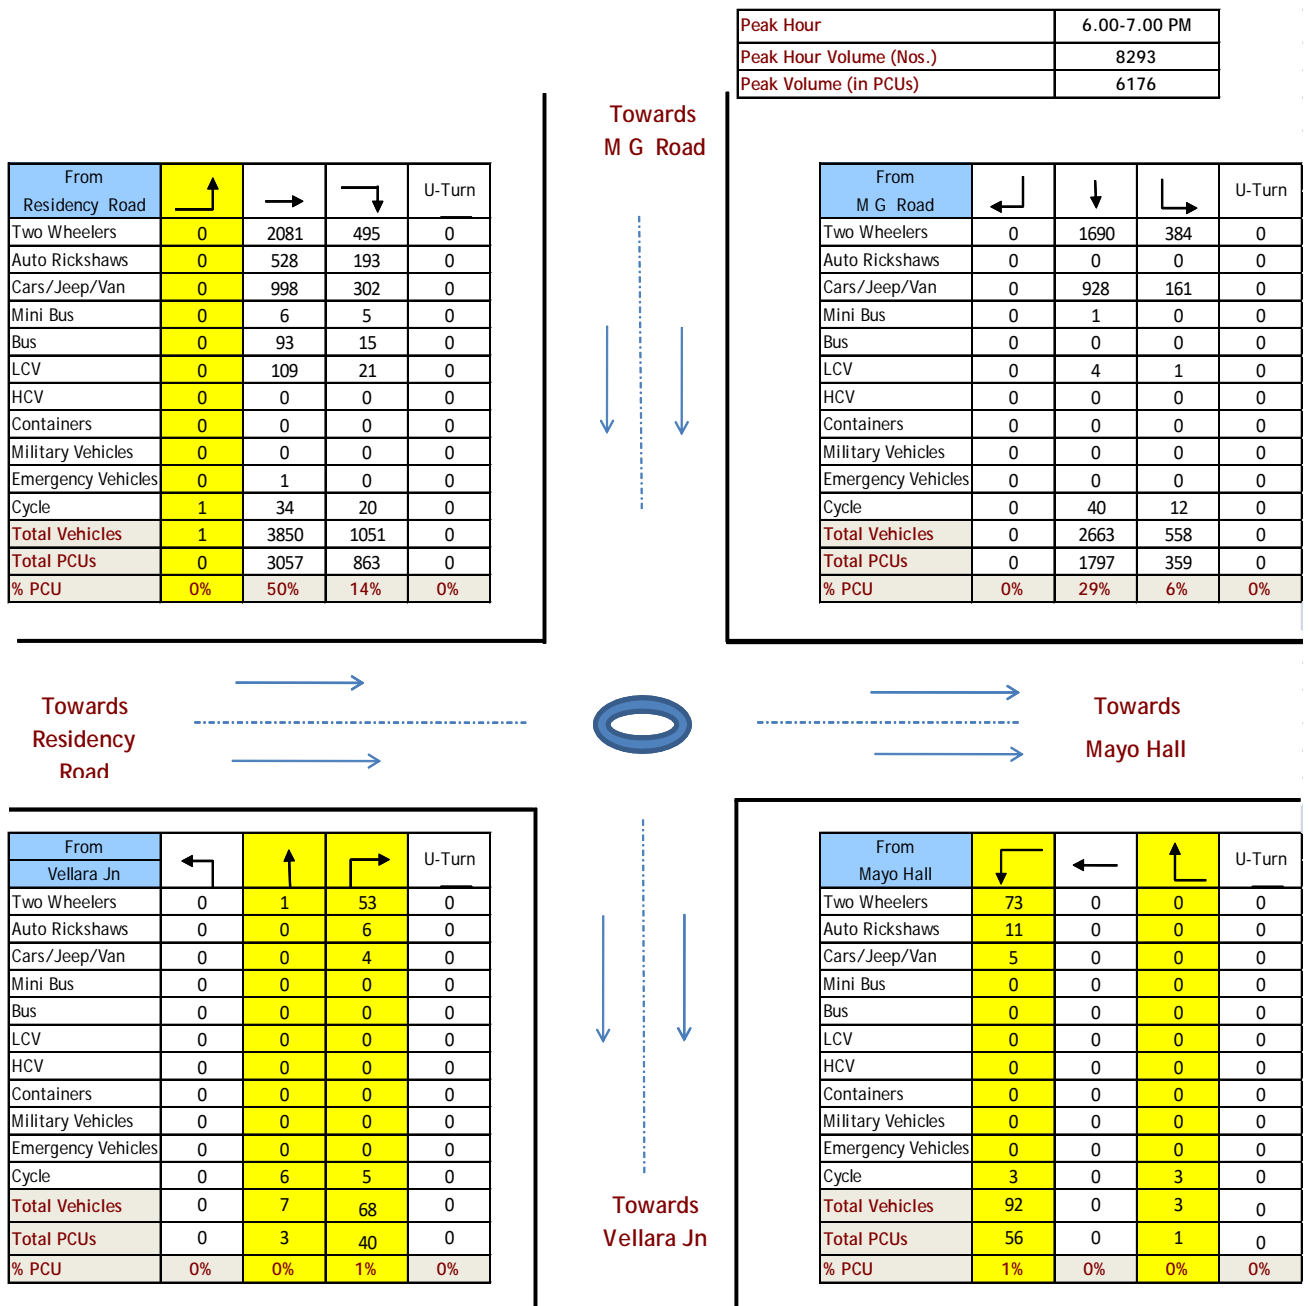 Peak Hour 6.00-7.00 PM
Peak Hour Volume (Nos.) 8293
Peak Volume (in PCUs) 6176
Towards
M G Road
From
Residency Road U-Turn
Two Wheelers 0 2081 495 0
Auto Rickshaws 0 528 193 0
Cars/Jeep/Van 0 998 302 0
Mini Bus 0 6 5 0
Bus 0 93 15 0
LCV 0 109 21 0
HCV 0 0 0 0
Containers 0 0 0 0
Military Vehicles 0 0 0 0
Emergency Vehicles 0 1 0 0
Cycle 1 34 20 0
Total Vehicles 1 3850 1051 0
Total PCUs 0 3057 863 0
% PCU 0% 50% 14% 0%
From
M G Road U-Turn
Two Wheelers 0 1690 384 0
Auto Rickshaws 0 0 0 0
Cars/Jeep/Van 0 928 161 0
Mini Bus 0 1 0 0
Bus 0 0 0 0
LCV 0 4 1 0
HCV 0 0 0 0
Containers 0 0 0 0
Military Vehicles 0 0 0 0
Emergency Vehicles 0 0 0 0
Cycle 0 40 12 0
Total Vehicles 0 2663 558 0
Total PCUs 0 1797 359 0
% PCU 0% 29% 6% 0%
Towards
Residency
Road
Towards
Mayo Hall
From
Vellara Jn U-Turn
Two Wheelers 0 1 53 0
Auto Rickshaws 0 0 6 0
Cars/Jeep/Van 0 0 4 0
Mini Bus 0 0 0 0
Bus 0 0 0 0
LCV 0 0 0 0
HCV 0 0 0 0
Containers 0 0 0 0
Military Vehicles 0 0 0 0
Emergency Vehicles 0 0 0 0
Cycle 0 6 5 0
Total Vehicles 0 7 68 0
Total PCUs 0 3 40 0
% PCU 0% 0% 1% 0%
Towards
Vellara Jn
From
Mayo Hall U-Turn
Two Wheelers 73 0 0 0
Auto Rickshaws 11 0 0 0
Cars/Jeep/Van 5 0 0 0
Mini Bus 0 0 0 0
Bus 0 0 0 0
LCV 0 0 0 0
HCV 0 0 0 0
Containers 0 0 0 0
Military Vehicles 0 0 0 0
Emergency Vehicles 0 0 0 0
Cycle 3 0 3 0
Total Vehicles 92 0 3 0
Total PCUs 56 0 1 0
% PCU 1% 0% 0% 0%